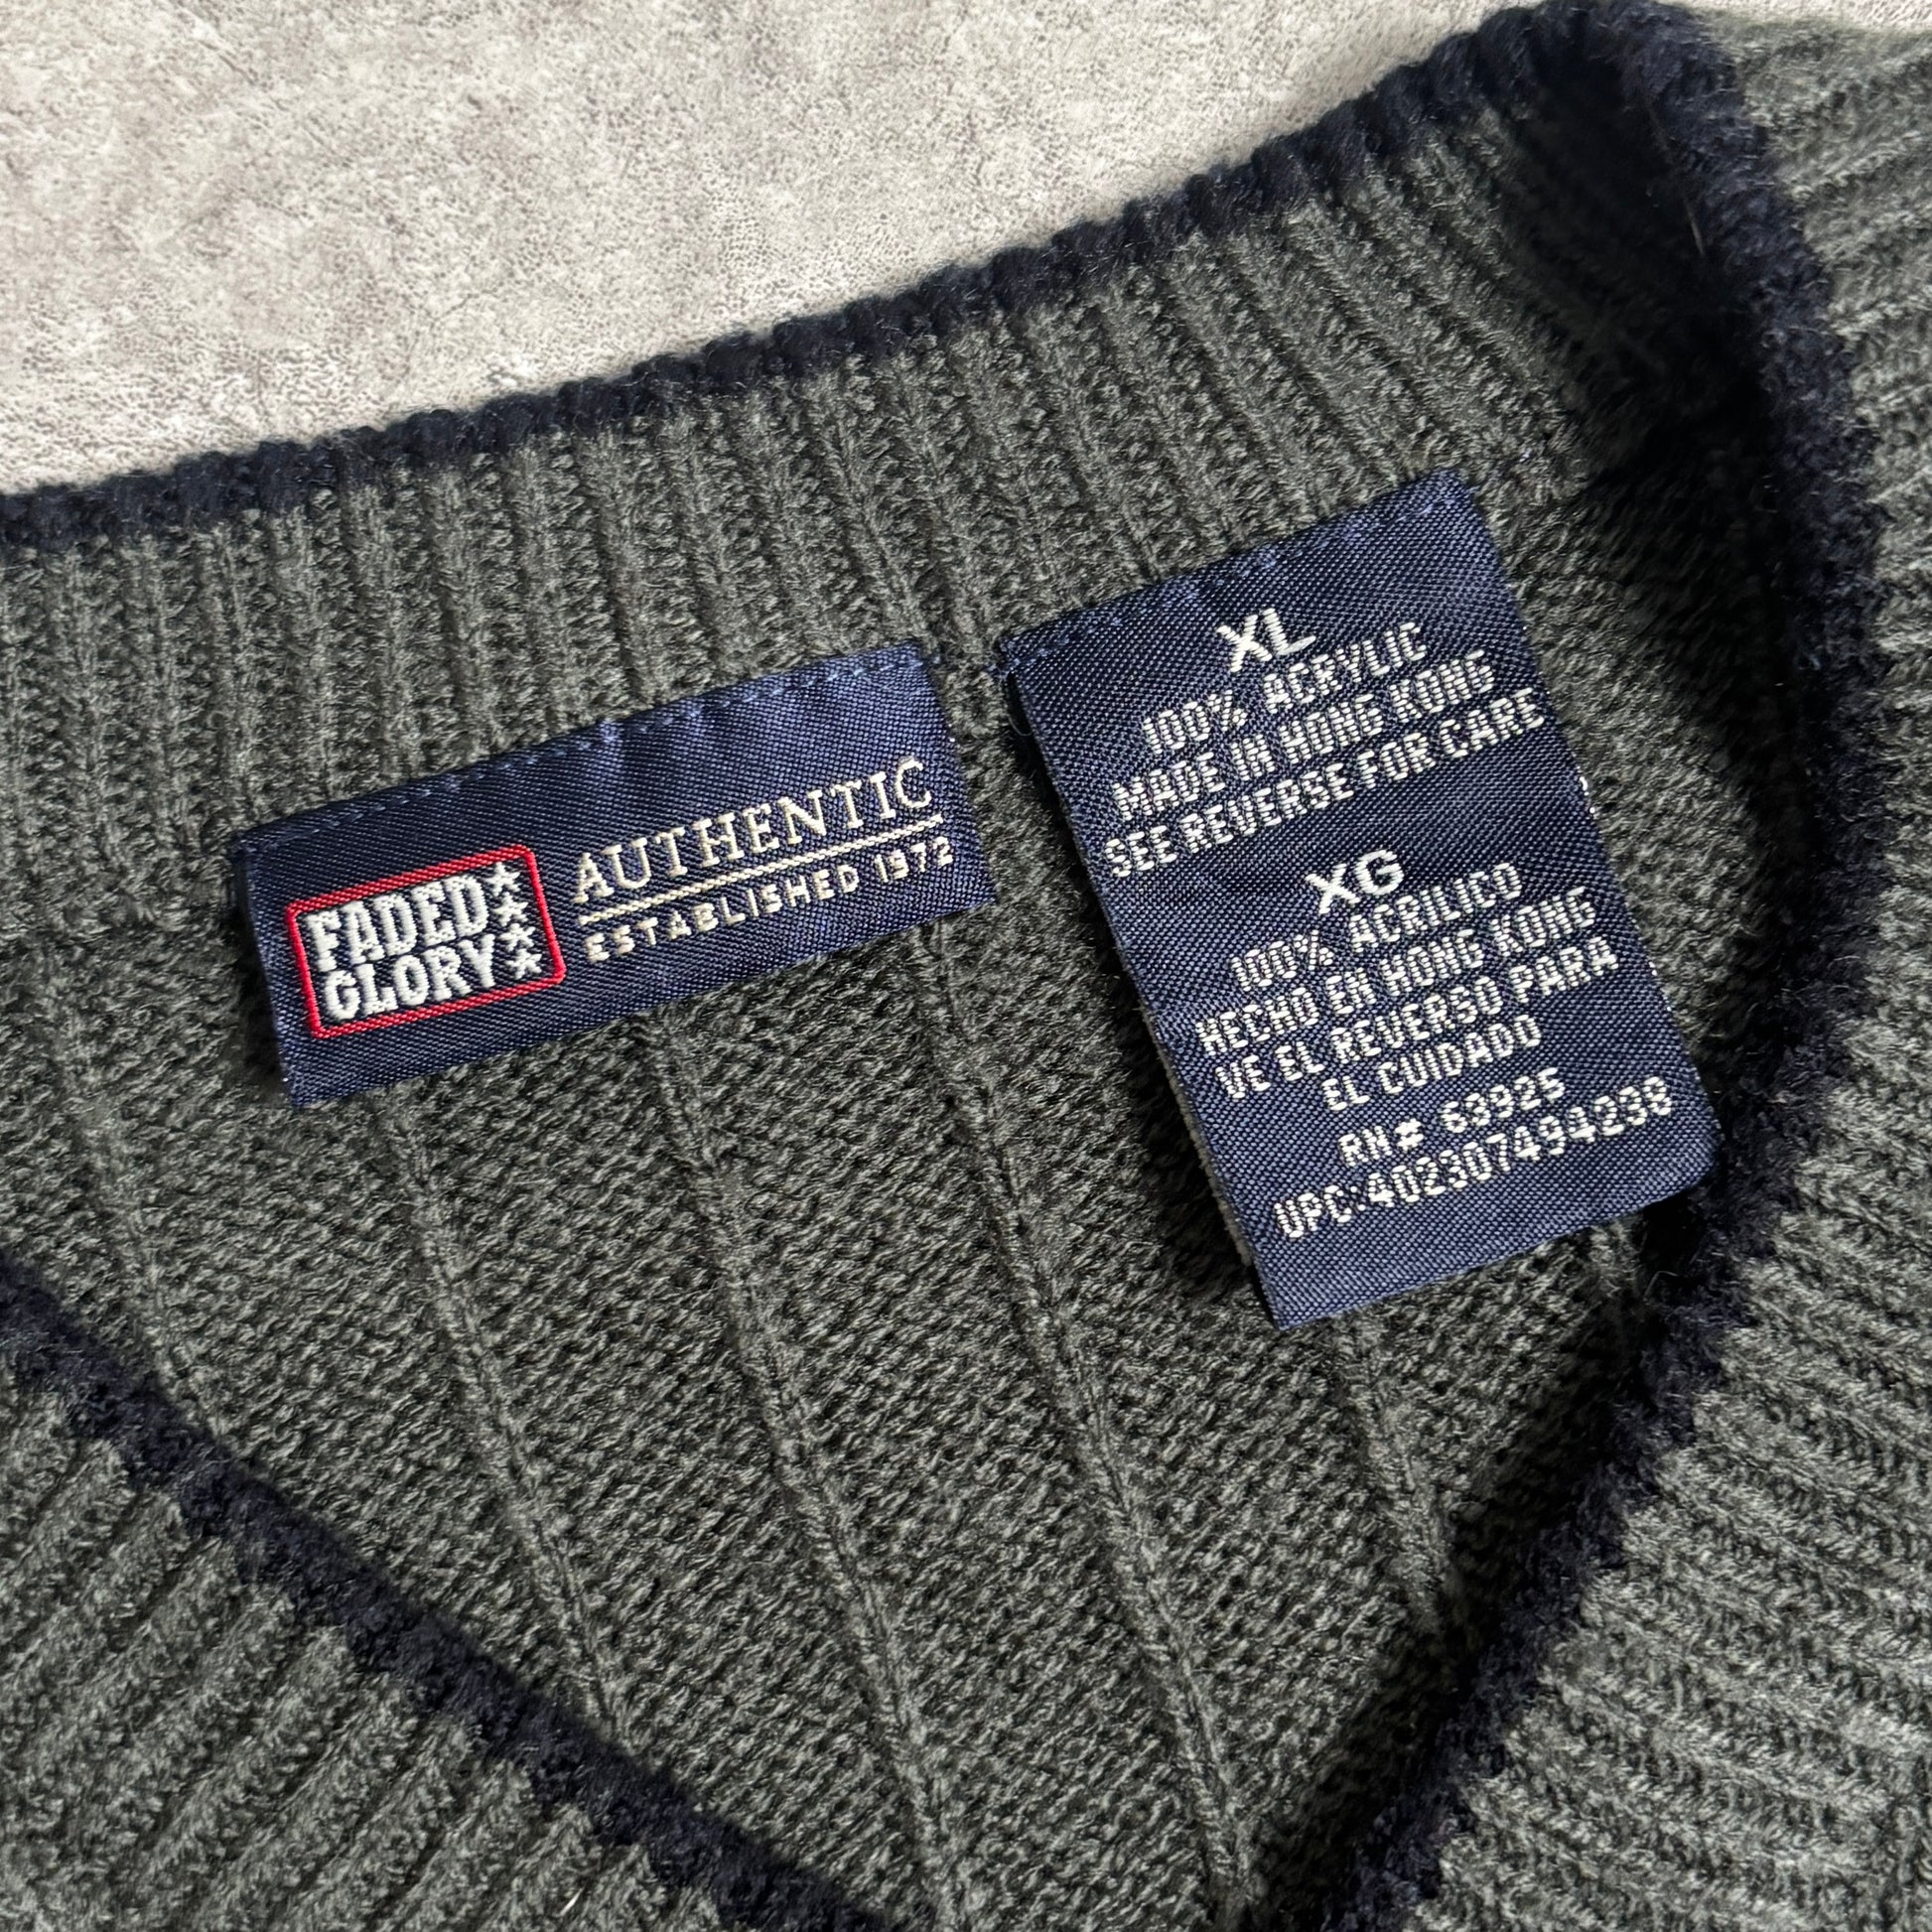 FADED
GLORY
AUTHENTIC
ESTABLISHED 1972
XL
100% ACRYLIC
MADE IN HONG KONG
SEE REVERSE FOR CARE
XG
100% ACRILICO
HECHO EN HONG KONG
VE EL REVERSO PARA
EL CUIDADO
RN# 63925
UPC:402307494238